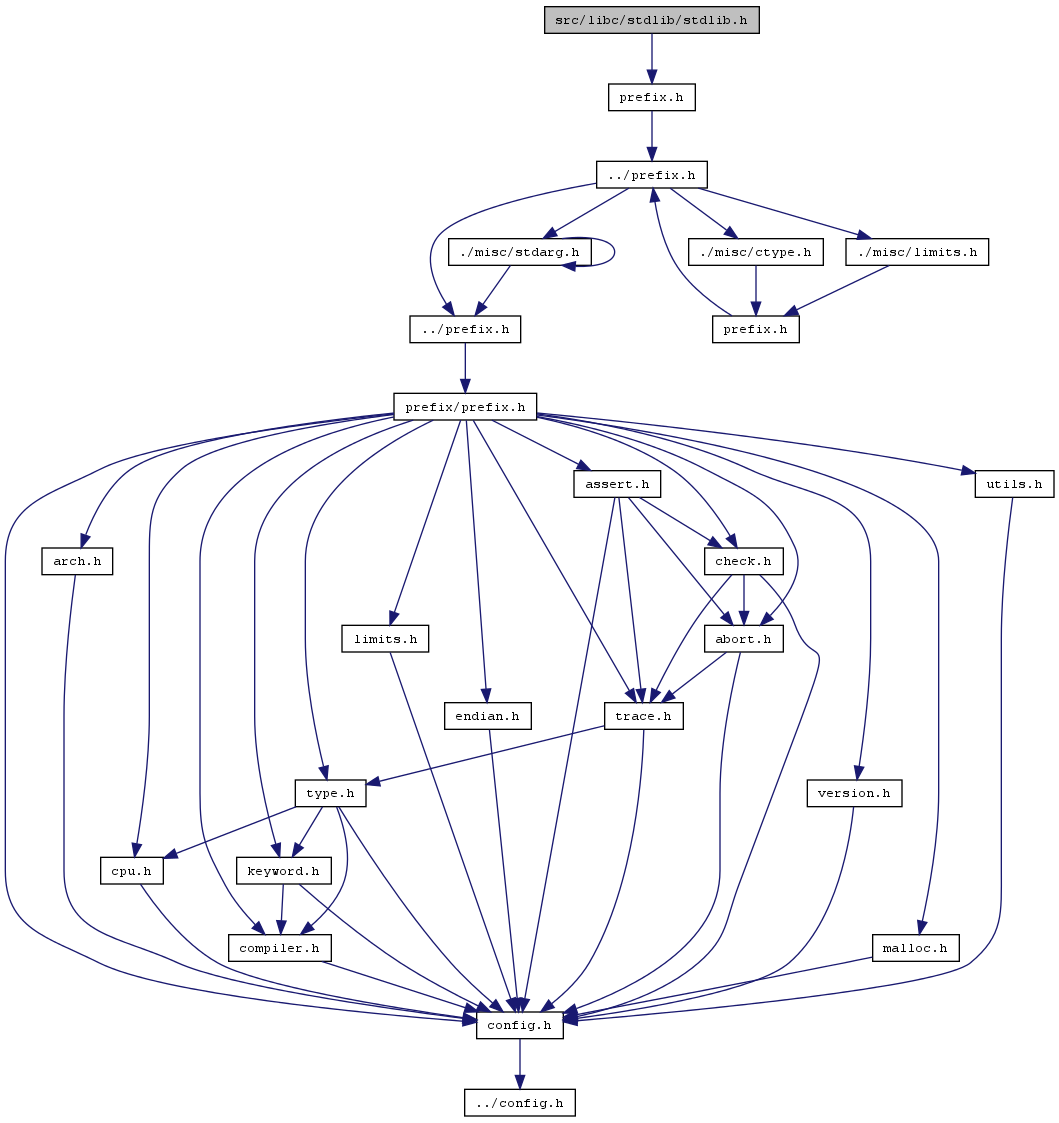 src/libc/stdlib/stdlib.h
prefix.h
../prefix.h
./misc/stdarg.h
./misc/ctype.h
./misc/limits.h
../prefix.h
prefix.h
prefix/prefix.h
assert.h
utils.h
arch.h
check.h
limits.h
abort.h
endian.h
trace.h
type.h
version.h
cpu.h
keyword.h
compiler.h
malloc.h
config.h
../config.h